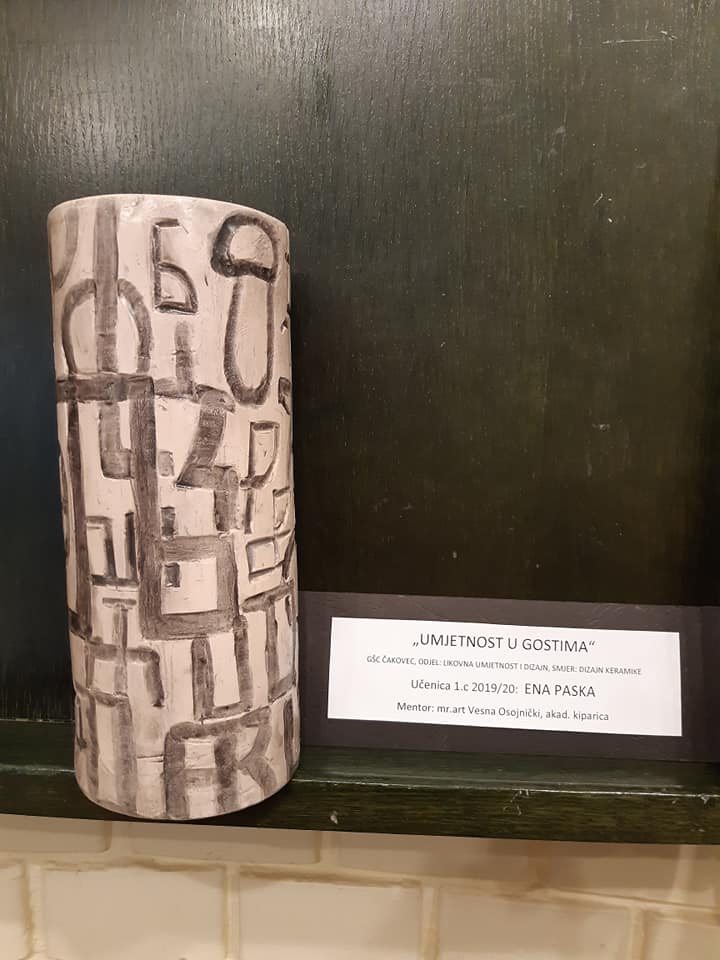 „UMJETNOST U GOSTIMA“
GŠC ČAKOVEC, ODJEL: LIKOVNA UMJETNOST I DIZAJN, SMJER: DIZAJN KERAMIKE
Učenica 1.c 2019/20: ENA PASKA
Mentor: mr.art Vesna Osojnički, akad. kiparica